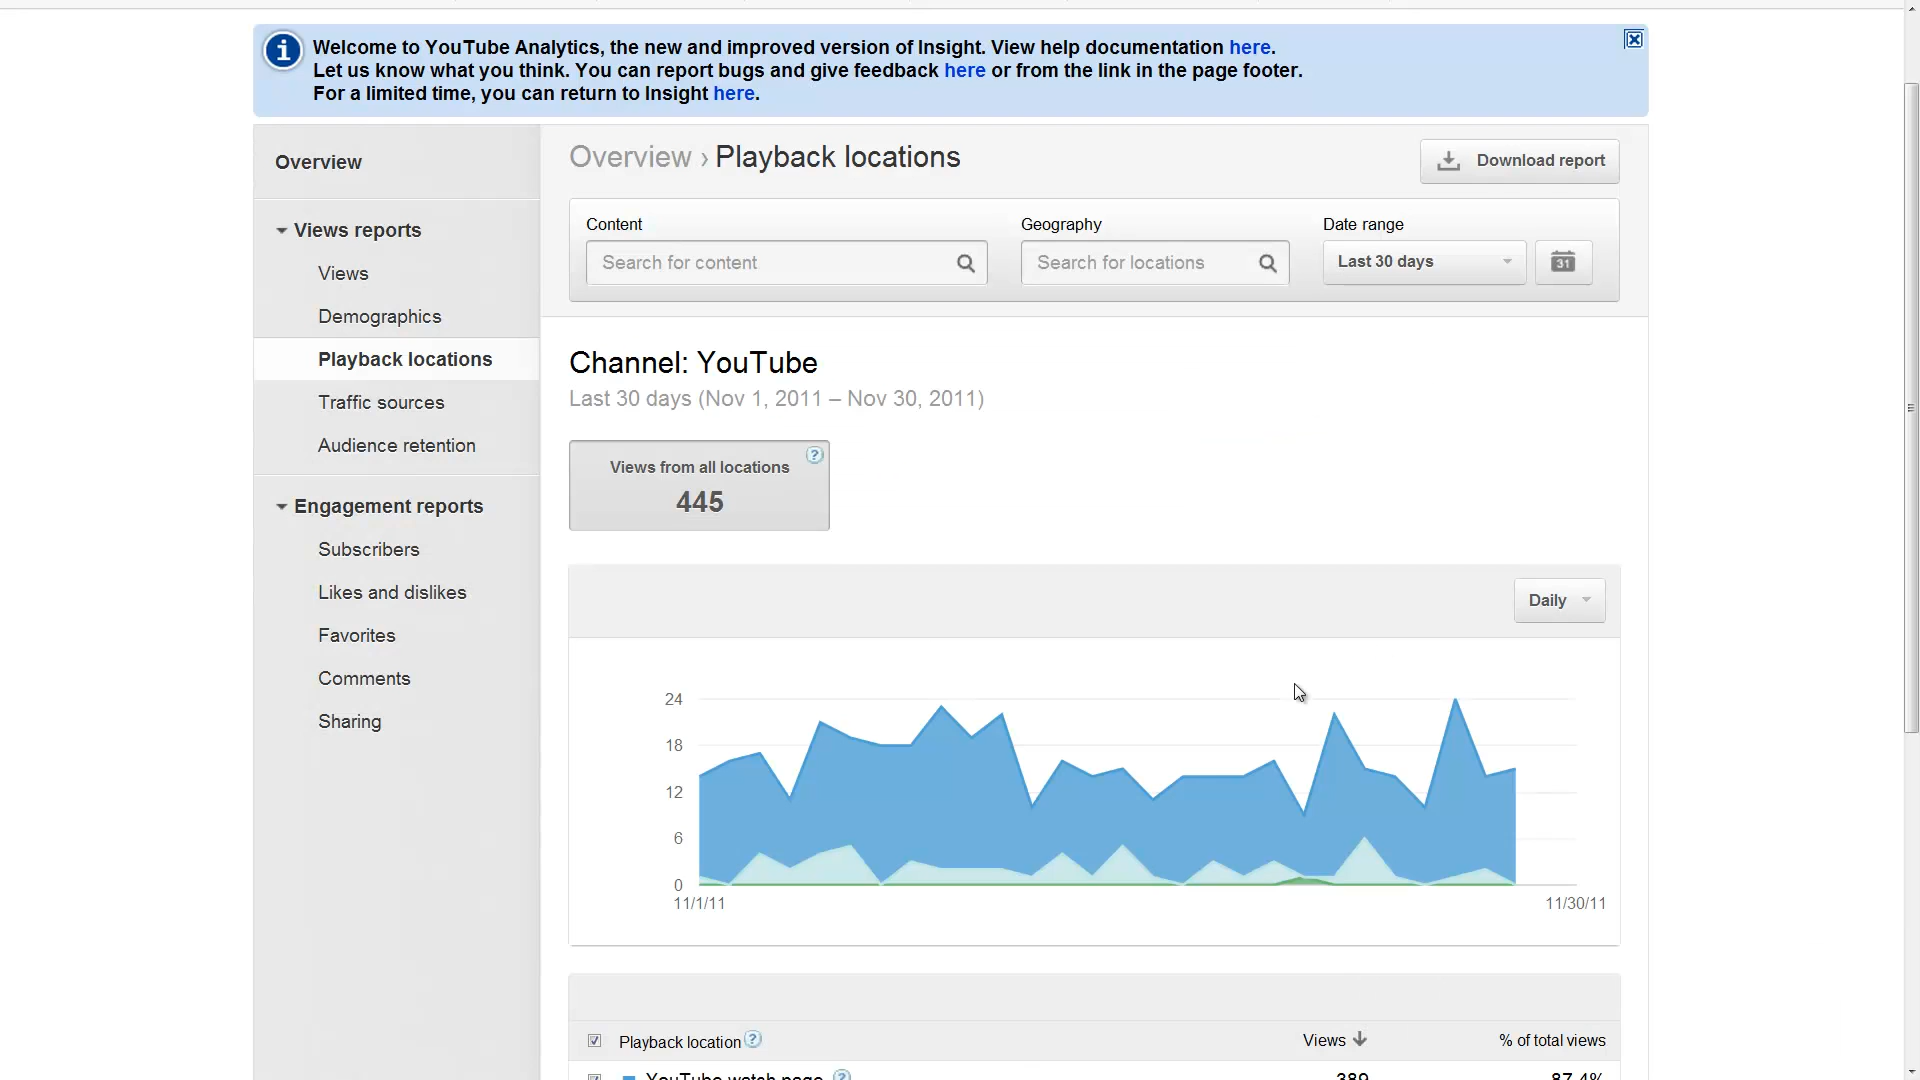 Welcome to YouTube Analytics, the new and improved version of Insight. View help documentation here.
Let us know what you think. You can report bugs and give feedback here or from the link in the page footer.
For a limited time, you can return to Insight here.
Overview
Views reports
Views
Demographics
Playback locations
Traffic sources
Audience retention
Engagement reports
Subscribers
Likes and dislikes
Favorites
Comments
Sharing
Overview › Playback locations
Download report
Content
Geography
Date range
Search for content
Search for locations
Last 30 days
31
Channel: YouTube
Last 30 days (Nov 1, 2011 – Nov 30, 2011)
Views from all locations
?
445
Daily
24
18
12
6
0
11/1/11
11/30/11
Playback location ?
Views
% of total views
YouTube watch page ?
389
87.4%